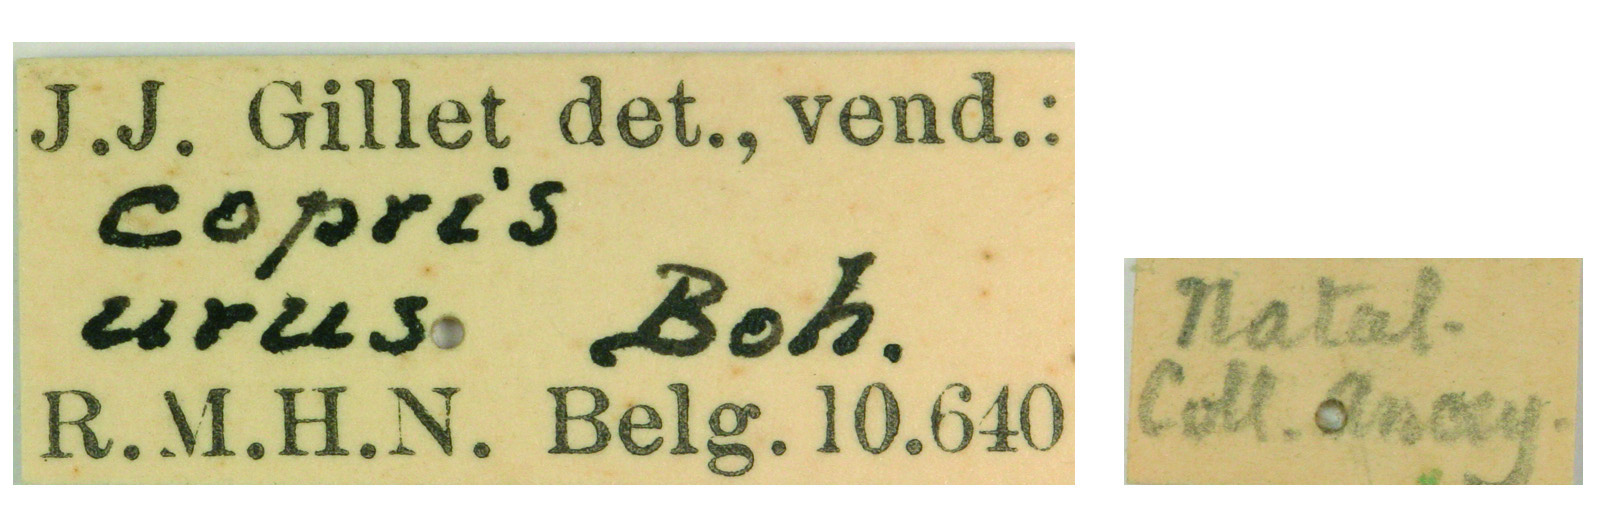 J.J. Gillet det., vend.:
copris
urus Boh.
R.M.H.N. Belg. 10.640
Natal.
Coll. Ancey.